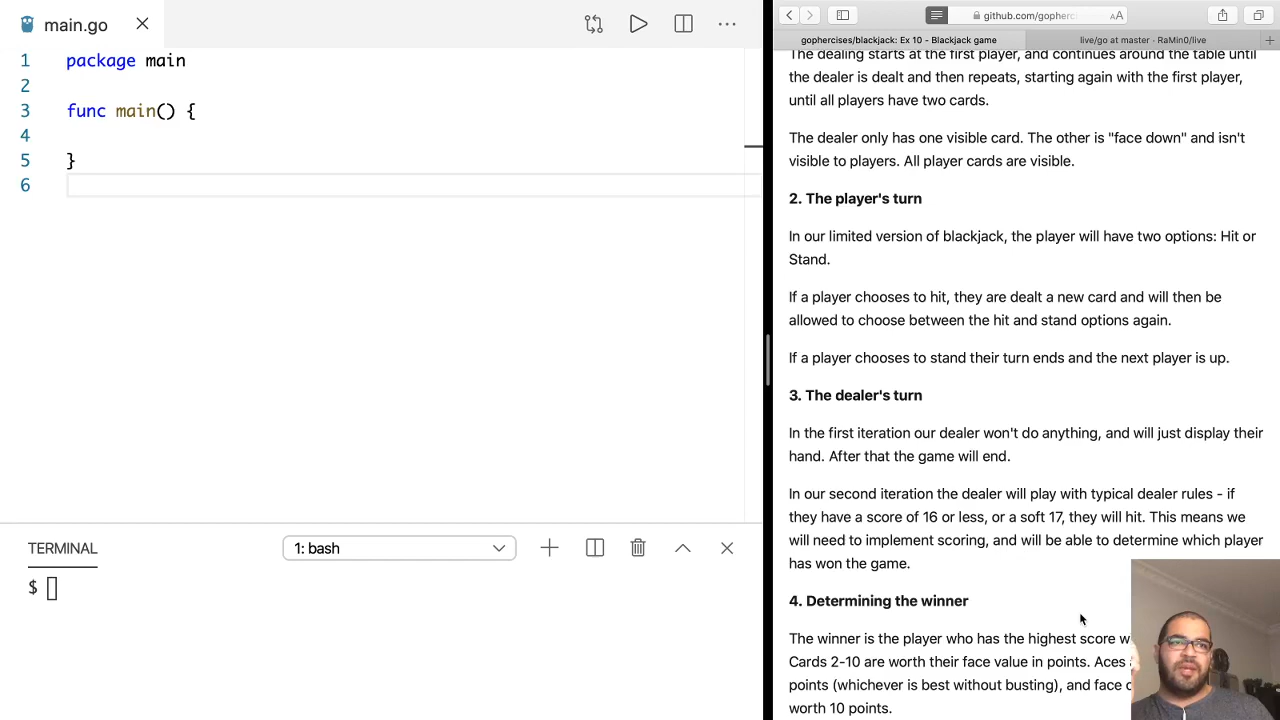 main.go
1 package main
2
3 func main() {
4
5 }
6
TERMINAL
1: bash
$
github.com/gopherci
AA
gophercises/blackjack: Ex 10 - Blackjack game
live/go at master · RaMin0/live
The dealing starts at the first player, and continues around the table until
the dealer is dealt and then repeats, starting again with the first player,
until all players have two cards.
The dealer only has one visible card. The other is "face down" and isn't
visible to players. All player cards are visible.
2. The player's turn
In our limited version of blackjack, the player will have two options: Hit or
Stand.
If a player chooses to hit, they are dealt a new card and will then be
allowed to choose between the hit and stand options again.
If a player chooses to stand their turn ends and the next player is up.
3. The dealer's turn
In the first iteration our dealer won't do anything, and will just display their
hand. After that the game will end.
In our second iteration the dealer will play with typical dealer rules - if
they have a score of 16 or less, or a soft 17, they will hit. This means we
will need to implement scoring, and will be able to determine which player
has won the game.
4. Determining the winner
The winner is the player who has the highest score
Cards 2-10 are worth their face value in points. Aces
points (whichever is best without busting), and face
worth 10 points.